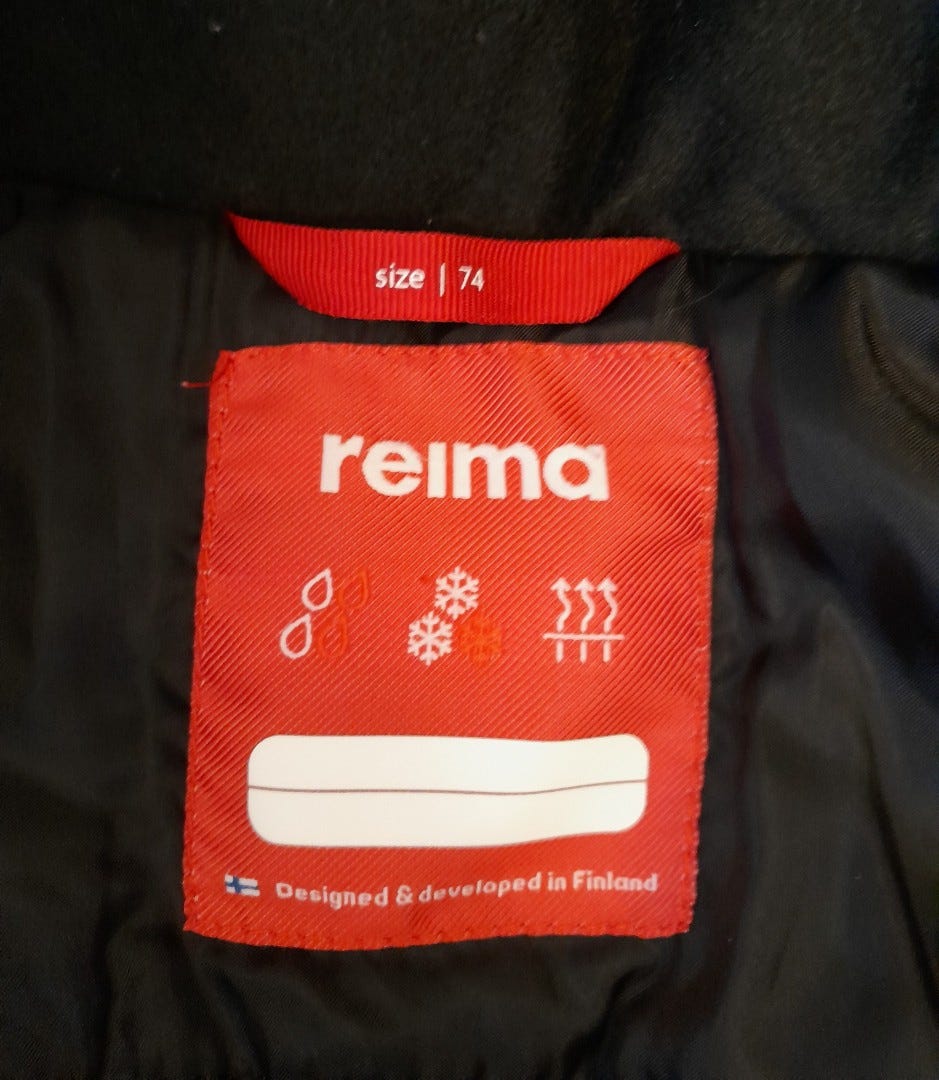 size | 74
reima
Designed & developed in Finland